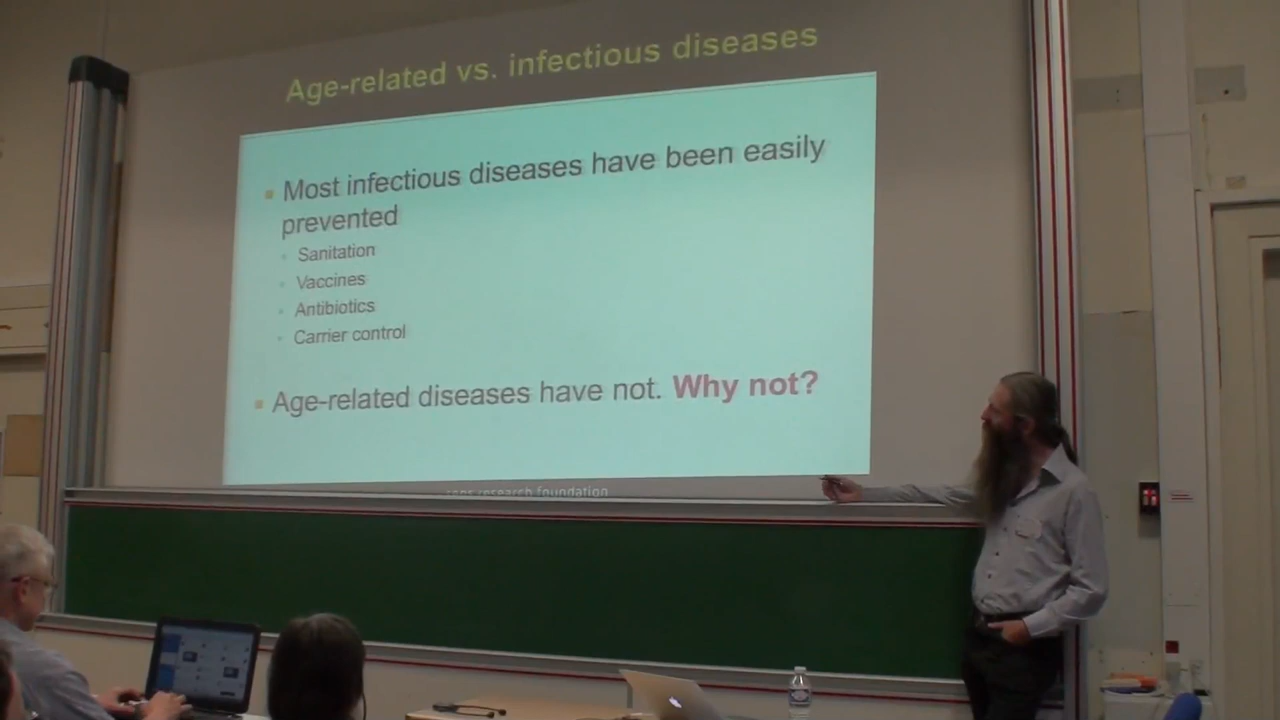 Age-related vs. infectious diseases
Most infectious diseases have been easily
prevented
Sanitation
Vaccines
Antibiotics
Carrier control
Age-related diseases have not. Why not?
sens research foundation